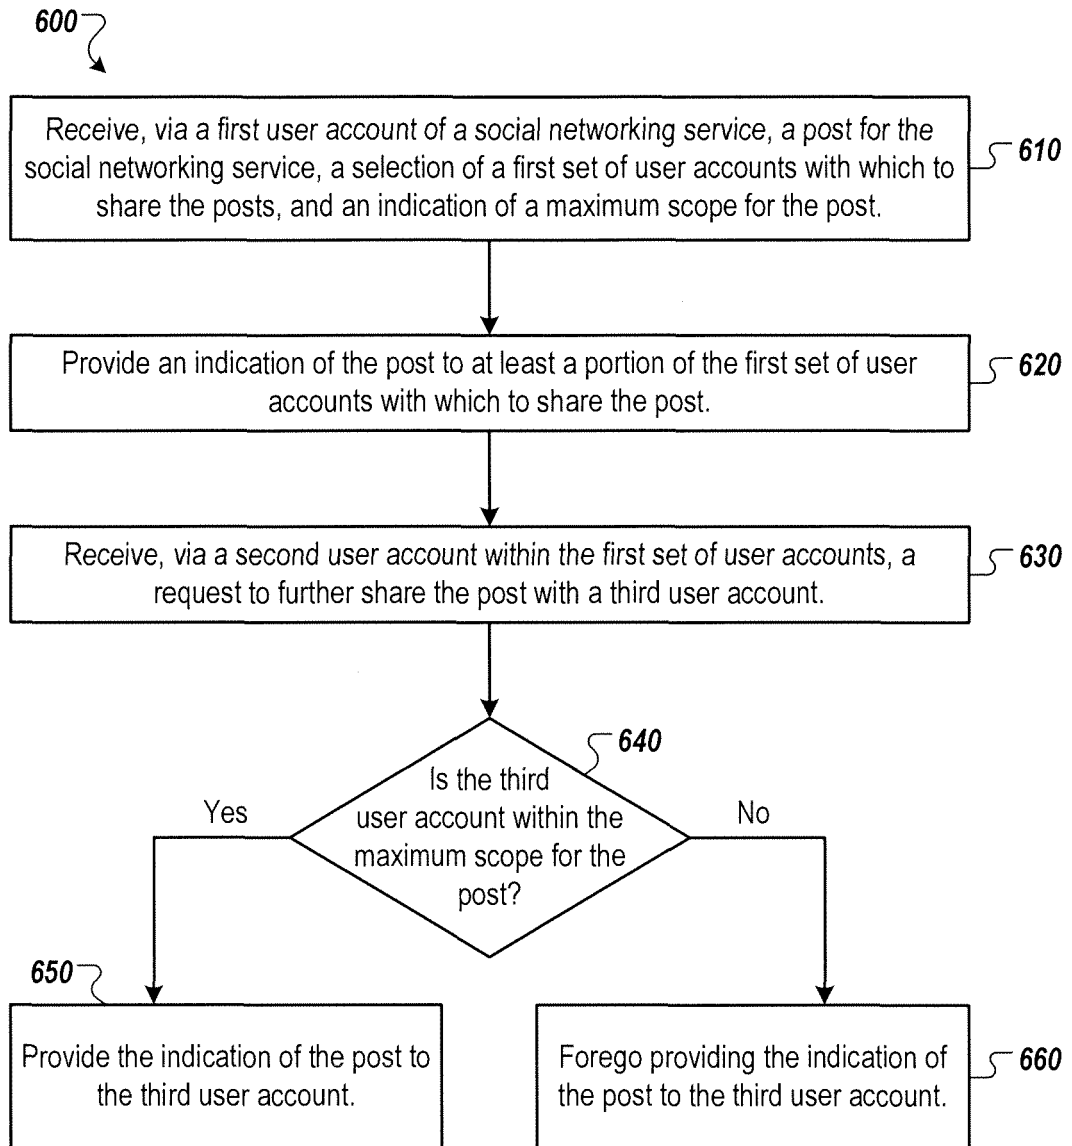 600
Receive, via a first user account of a social networking service, a post for the
social networking service, a selection of a first set of user accounts with which to
share the posts, and an indication of a maximum scope for the post.
610
Provide an indication of the post to at least a portion of the first set of user
accounts with which to share the post.
620
Receive, via a second user account within the first set of user accounts, a
request to further share the post with a third user account.
630
640
Is the third
user account within the
maximum scope for the
post?
Yes
No
650
Provide the indication of the post to
the third user account.
Forego providing the indication of
the post to the third user account.
660